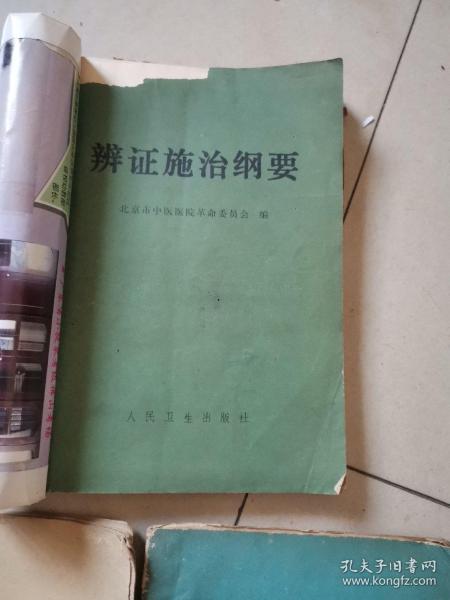 辨证施治纲要
北京市中医医院革命委员会 编
人民卫生出版社
孔夫子旧书网
www.kongfz.com